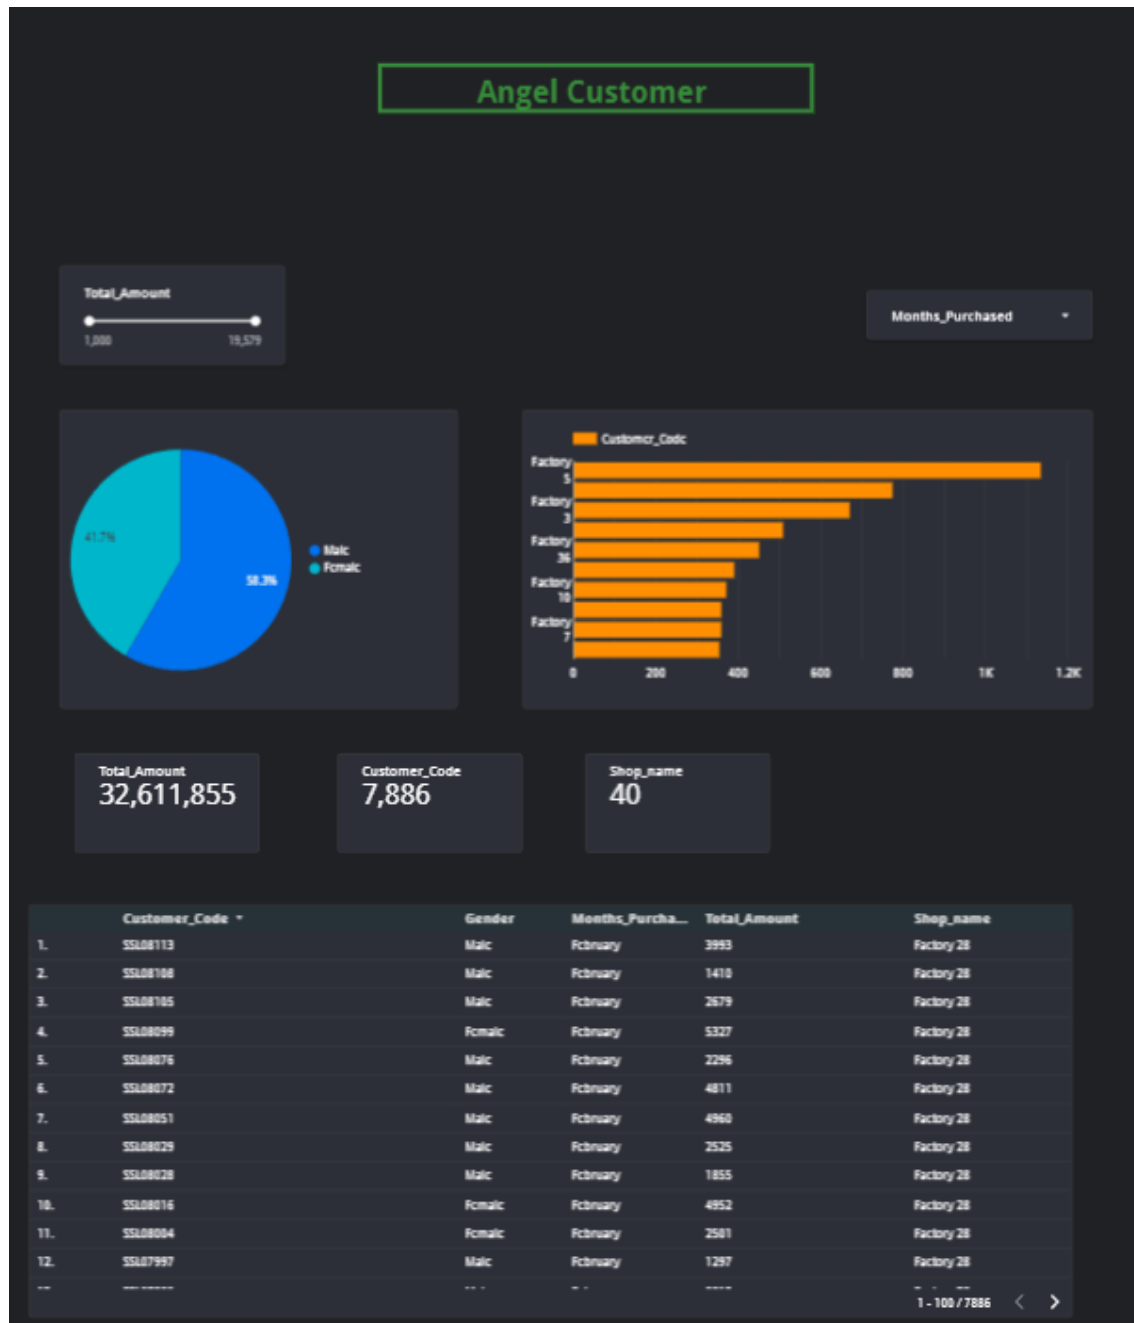 Angel Customer
Total_Amount
1,000 19,579
Months_Purchased
41.7%
58.3%
Male
Female
Customer_Code
Factory 5
Factory 3
Factory 36
Factory 10
Factory 7
0 200 400 600 800 1K 1.2K
Total_Amount
32,611,855
Customer_Code
7,886
Shop_name
40
Customer_Code Gender Months_Purcha... Total_Amount Shop_name
1. SSL08113 Male February 3993 Factory 28
2. SSL08108 Male February 1410 Factory 28
3. SSL08105 Male February 2679 Factory 28
4. SSL08099 Female February 5327 Factory 28
5. SSL08076 Male February 2296 Factory 28
6. SSL08072 Male February 4811 Factory 28
7. SSL08051 Male February 4960 Factory 28
8. SSL08029 Male February 2525 Factory 28
9. SSL08028 Male February 1855 Factory 28
10. SSL08016 Female February 4952 Factory 28
11. SSL08004 Female February 2501 Factory 28
12. SSL07997 Male February 1297 Factory 28
1 - 100 / 7886